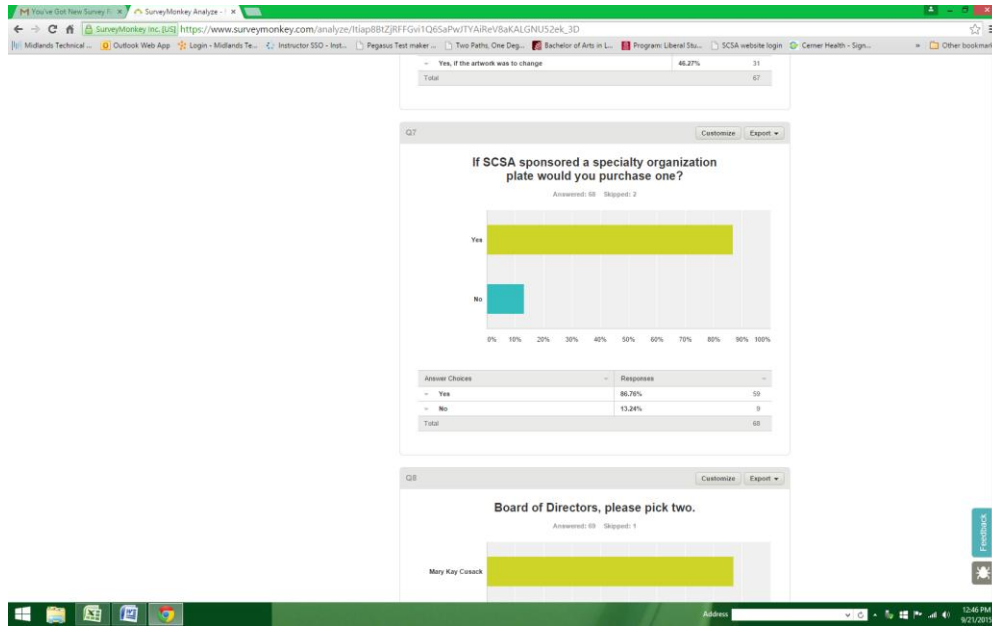 You've Got New Survey R
SurveyMonkey Analyze -
SurveyMonkey Inc. [US] https://www.surveymonkey.com/analyze/
Midlands Technical ...
Outlook Web App
Login - Midlands Te...
Instructor SSO - Inst...
Pegasus Test maker ...
Two Paths, One Deg...
Bachelor of Arts in L...
Program: Liberal Stu...
SCSA website login
Cerner Health - Sign...
»
Other bookmark
Yes, if the artwork was to change 46.27% 31
Total 67
Q7 Customize Export
If SCSA sponsored a specialty organization
plate would you purchase one?
Answered: 68 Skipped: 2
Yes
No
0% 10% 20% 30% 40% 50% 60% 70% 80% 90% 100%
Answer Choices Responses
Yes 86.76% 59
No 13.24% 9
Total 68
Q8 Customize Export
Board of Directors, please pick two.
Answered: 69 Skipped: 1
Mary Kay Cusack
Feedback
Address
12:46 PM
9/21/2015